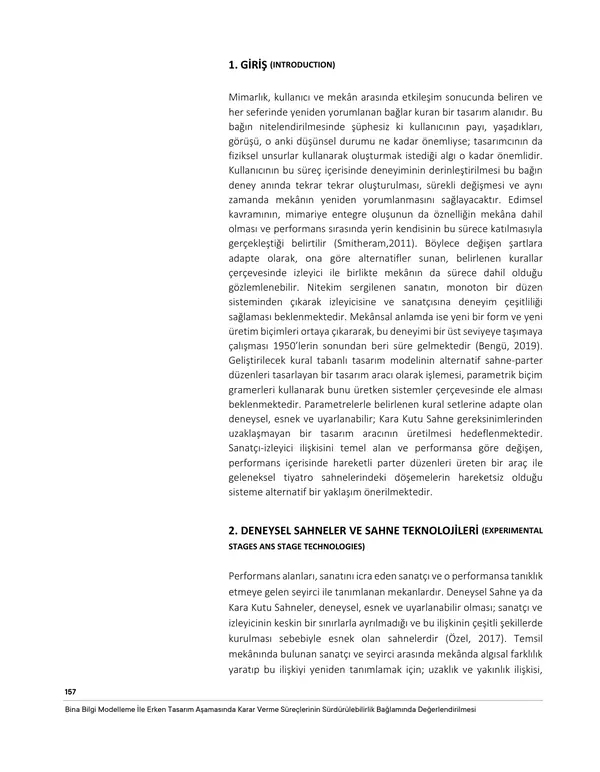 1. GİRİŞ (INTRODUCTION)
Mimarlık, kullanıcı ve mekân arasında etkileşim sonucunda beliren ve
her seferinde yeniden yorumlanan bağlar kuran bir tasarım alanıdır. Bu
bağın nitelendirilmesinde şüphesiz ki kullanıcının payı, yaşadıkları,
görüşü, o anki düşünsel durumu ne kadar önemliyse; tasarımcının da
fiziksel unsurlar kullanarak oluşturmak istediği algı o kadar önemlidir.
Kullanıcının bu süreç içerisinde deneyiminin derinleştirilmesi bu bağın
deney anında tekrar tekrar oluşturulması, sürekli değişmesi ve aynı
zamanda mekânın yeniden yorumlanmasını sağlayacaktır. Edimsel
kavramının, mimariye entegre oluşunun da öznelliğin mekâna dahil
olması ve performans sırasında yerin kendisinin bu sürece katılmasıyla
gerçekleştiği belirtilir (Smitheram,2011). Böylece değişen şartlara
adapte olarak, ona göre alternatifler sunan, belirlenen kurallar
çerçevesinde izleyici ile birlikte mekânın da sürece dahil olduğu
gözlemlenebilir. Nitekim sergilenen sanatın, monoton bir düzen
sisteminden çıkarak izleyicisine ve sanatçısına deneyim çeşitliliği
sağlaması beklenmektedir. Mekânsal anlamda ise yeni bir form ve yeni
üretim biçimleri ortaya çıkararak, bu deneyimi bir üst seviyeye taşımaya
çalışması 1950’lerin sonundan beri süre gelmektedir (Bengü, 2019).
Geliştirilecek kural tabanlı tasarım modelinin alternatif sahne-parter
düzenleri tasarlayan bir tasarım aracı olarak işlemesi, parametrik biçim
gramerleri kullanarak bunu üretken sistemler çerçevesinde ele alması
beklenmektedir. Parametrelerle belirlenen kural setlerine adapte olan
deneysel, esnek ve uyarlanabilir; Kara Kutu Sahne gereksinimlerinden
uzaklaşmayan bir tasarım aracının üretilmesi hedeflenmektedir.
Sanatçı-izleyici ilişkisini temel alan ve performansa göre değişen,
performans içerisinde hareketli parter düzenleri üreten bir araç ile
geleneksel tiyatro sahnelerindeki döşemelerin hareketsiz olduğu
sisteme alternatif bir yaklaşım önerilmektedir.
2. DENEYSEL SAHNELER VE SAHNE TEKNOLOJİLERİ (EXPERIMENTAL
STAGES ANS STAGE TECHNOLOGIES)
Performans alanları, sanatını icra eden sanatçı ve o performansa tanıklık
etmeye gelen seyirci ile tanımlanan mekanlardır. Deneysel Sahne ya da
Kara Kutu Sahneler, deneysel, esnek ve uyarlanabilir olması; sanatçı ve
izleyicinin keskin bir sınırlarla ayrılmadığı ve bu ilişkinin çeşitli şekillerde
kurulması sebebiyle esnek olan sahnelerdir (Özel, 2017). Temsil
mekânında bulunan sanatçı ve seyirci arasında mekânda algısal farklılık
yaratıp bu ilişkiyi yeniden tanımlamak için; uzaklık ve yakınlık ilişkisi,
157
Bina Bilgi Modelleme İle Erken Tasarım Aşamasında Karar Verme Süreçlerinin Sürdürülebilirlik Bağlamında Değerlendirilmesi